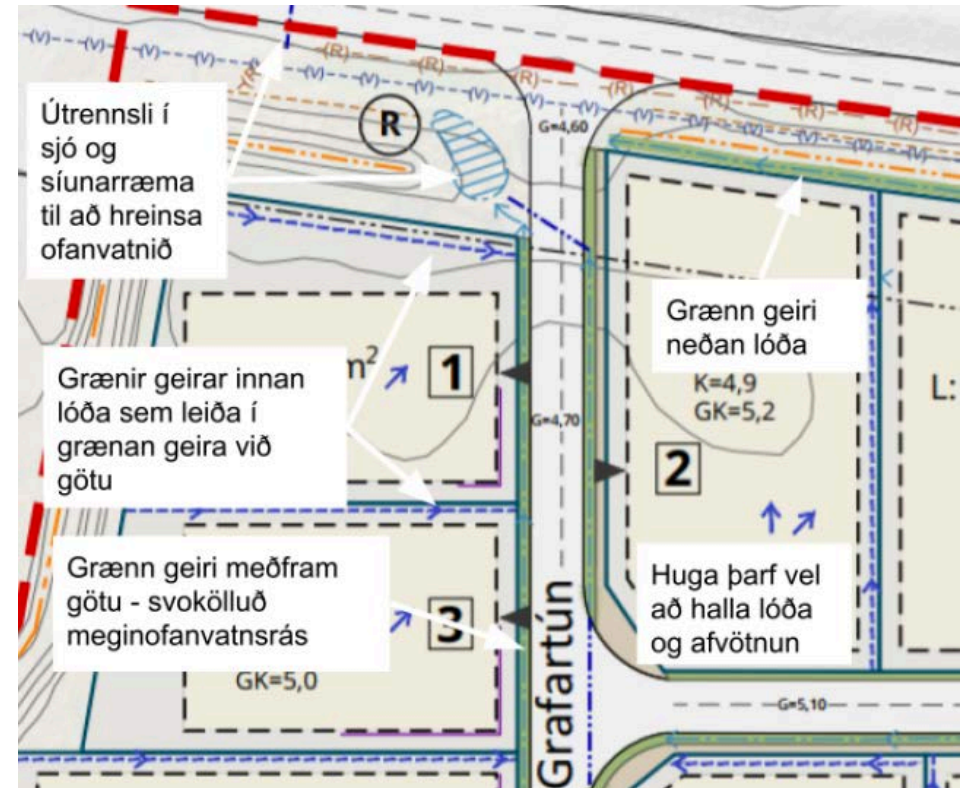 -(V)-
-(R)-
Útrennsli í
sjó og
síunarræma
til að hreinsa
ofanvatnið
R
G=4,60
Grænn geiri
neðan lóða
K=4,9
GK=5,2
L:
Grænir geirar innan
lóða sem leiða í
grænan geira við
götu
m²
1
G=4,70
2
Grænn geiri meðfram
götu - svokölluð
meginofanvatnsrás
3
GK=5,0
Huga þarf vel
að halla lóða
og afvötnun
Grafartún
G=5,10